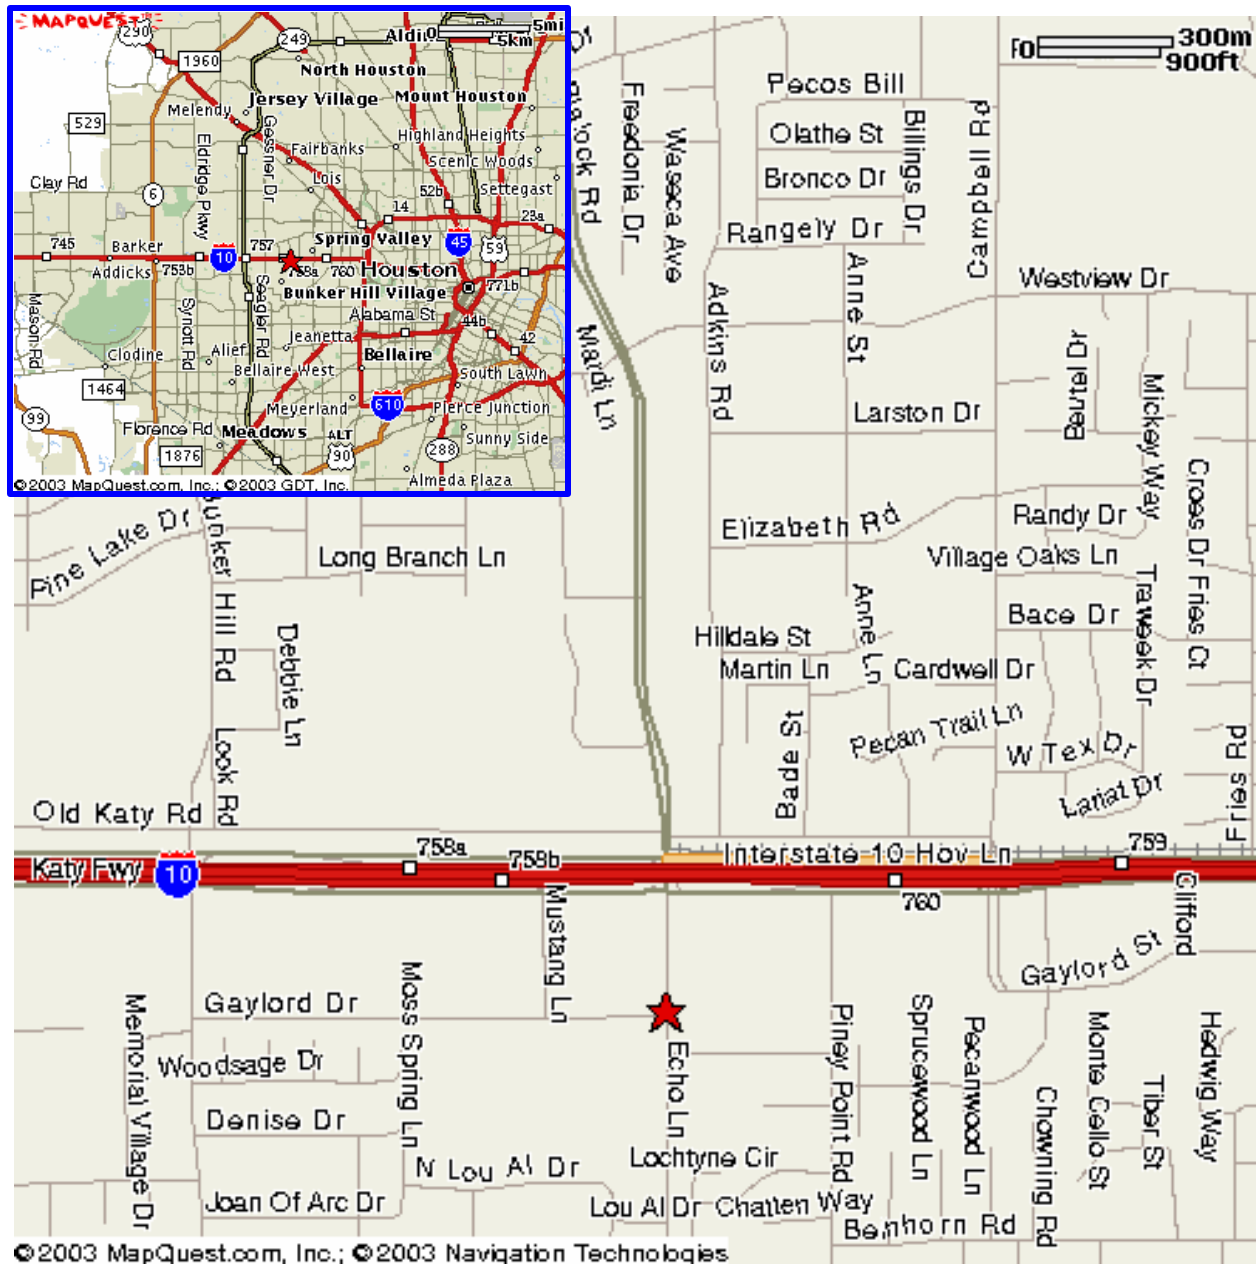 MAPQUEST
290
249
Aldi
0
5mi
5km
1960
North Houston
Melendy
Jersey Village
Mount Houston
529
Eldridge Pkwy
Gessner Dr
Highland Heights
Fairbanks
Scenic Woods
Clay Rd
Lois
52b
Settegast
6
14
23a
745
Barker
757
Spring Valley
45
59
Addicks
753b
10
758a
760
Houston
Bunker Hill Village
771b
Mason Rd
Synott Rd
Seagler Rd
Alabama St
44b
Jeanetta
42
Clodine
Alief
Bellaire
Bellaire West
South Lawn
1464
Meyerland
610
Pierce Junction
99
Florence Rd
Meadows
ALT
90
288
Sunny Side
1876
Almeda Plaza
©2003 MapQuest.com, Inc.; ©2003 GDT, Inc.
0
300m
900ft
Blalock Rd
Freedonia Dr
Waseca Ave
Pecos Bill
Olathe St
Bronco Dr
Billings Dr
Campbell Rd
Rangely Dr
Westview Dr
Mardi Ln
Adkins Rd
Anne St
Larston Dr
Mickey Way
Croes Dr
Elizabeth Rd
Randy Dr
Village Oaks Ln
Pine Lake Dr
Bunker Hill Rd
Long Branch Ln
Fries Ct
Traweek Dr
Bace Dr
Anne Ln
Debbie Ln
Hilldale St
Martin Ln
Cardwell Dr
Pecan Trail Ln
W Tex Dr
Lariat Dr
Fries Rd
Bade St
Look Rd
Old Katy Rd
758a
758b
Interstate 10 Hov Ln
759
Katy Fwy
10
760
Clifford
Mustang Ln
Gaylord St
Gaylord Dr
Moss Spring Ln
Memorial Village Dr
Woodsage Dr
Echo Ln
Piney Point Rd
Sprucewood Ln
Pecanwood Ln
Chowning Rd
Monte Cello St
Tiber St
Hedwig Way
Denise Dr
N Lou Al Dr
Lochtyne Cir
Joan Of Arc Dr
Lou Al Dr
Chatten Way
Benhorn Rd
©2003 MapQuest.com, Inc.; ©2003 Navigation Technologies